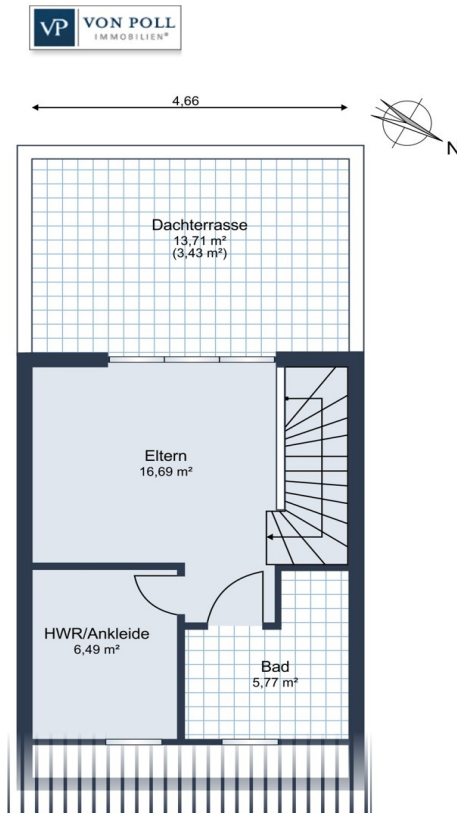 VP VON POLL
IMMOBILIEN®
4,66
N
Dachterrasse
13,71 m²
(3,43 m²)
Eltern
16,69 m²
HWR/Ankleide
6,49 m²
Bad
5,77 m²